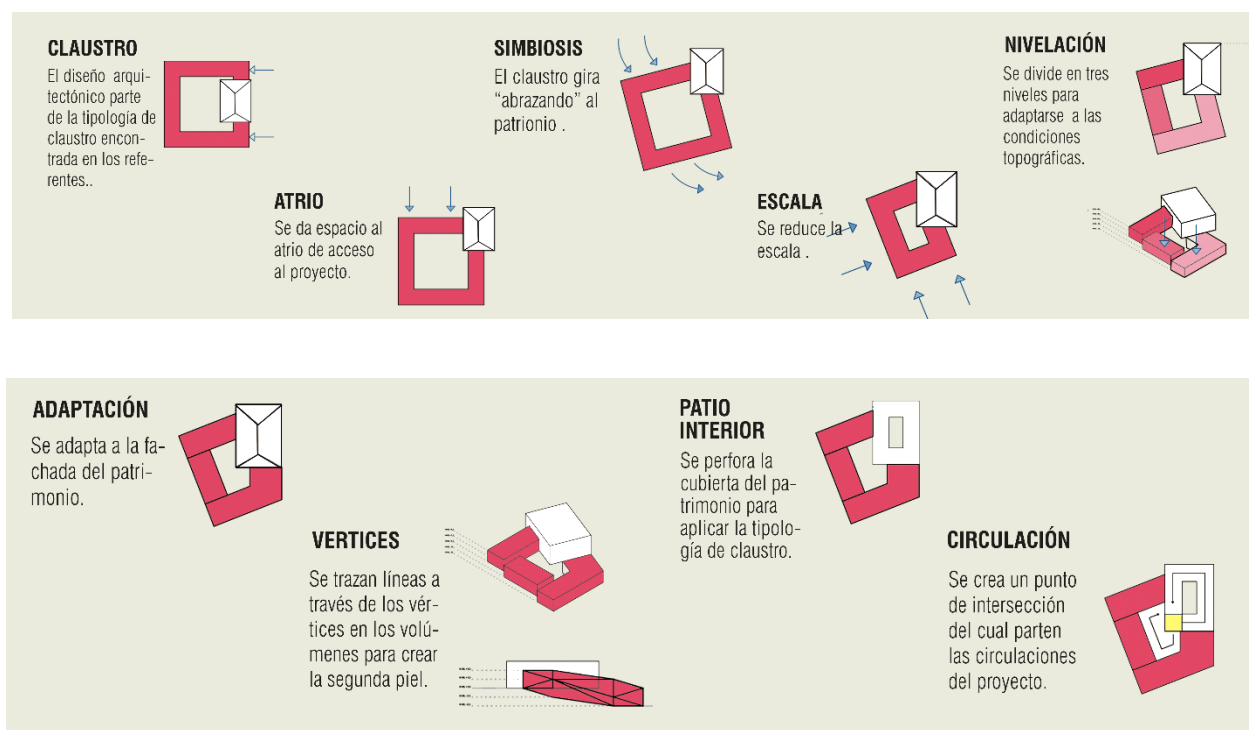 CLAUSTRO
El diseño arqui-
tectónico parte
de la tipología de
claustro encon-
trada en los refe-
rentes..
ATRIO
Se da espacio al
atrio de acceso
al proyecto.
SIMBIOSIS
El claustro gira
“abrazando” al
patrionio .
ESCALA
Se reduce la
escala .
NIVELACIÓN
Se divide en tres
niveles para
adaptarse a las
condiciones
topográficas.
ADAPTACIÓN
Se adapta a la fa-
chada del patri-
monio.
VERTICES
Se trazan líneas a
través de los vér-
tices en los volú-
menes para crear
la segunda piel.
PATIO
INTERIOR
Se perfora la
cubierta del pa-
trimonio para
aplicar la tipolo-
gía de claustro.
CIRCULACIÓN
Se crea un punto
de intersección
del cual parten
las circulaciones
del proyecto.